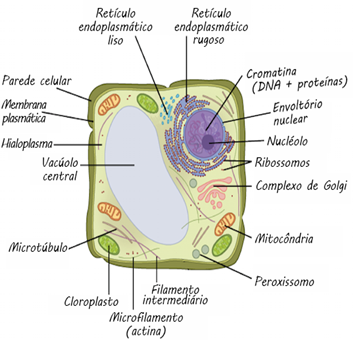 Retículo
endoplasmático
liso
Retículo
endoplasmático
rugoso
Parede celular
Membrana
plasmática
Hialoplasma
Vacúolo
central
Microtúbulo
Cloroplasto
Microfilamento
(actina)
Filamento
intermediário
Cromatina
(DNA + proteínas)
Envoltório
nuclear
Nucléolo
Ribossomos
Complexo de Golgi
Mitocôndria
Peroxissomo